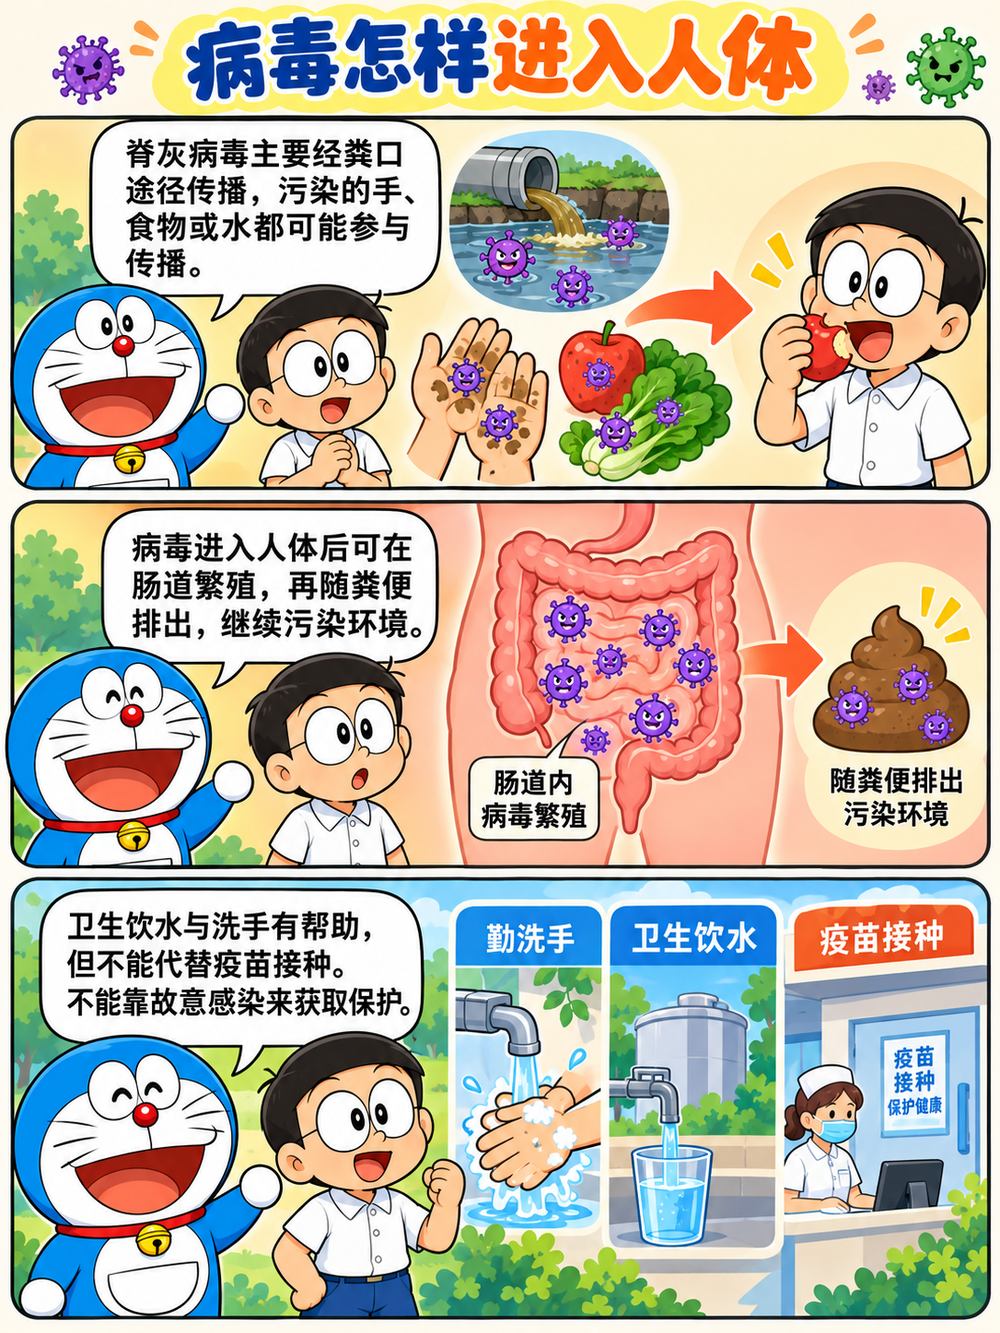 病毒怎样进入人体
脊灰病毒主要经粪口
途径传播，污染的手、
食物或水都可能参与
传播。
病毒进入人体后可在
肠道繁殖，再随粪便
排出，继续污染环境。
肠道内
病毒繁殖
随粪便排出
污染环境
卫生饮水与洗手有帮助，
但不能代替疫苗接种。
不能靠故意感染来获取保护。
勤洗手
卫生饮水
疫苗接种
疫苗
接种
保护健康